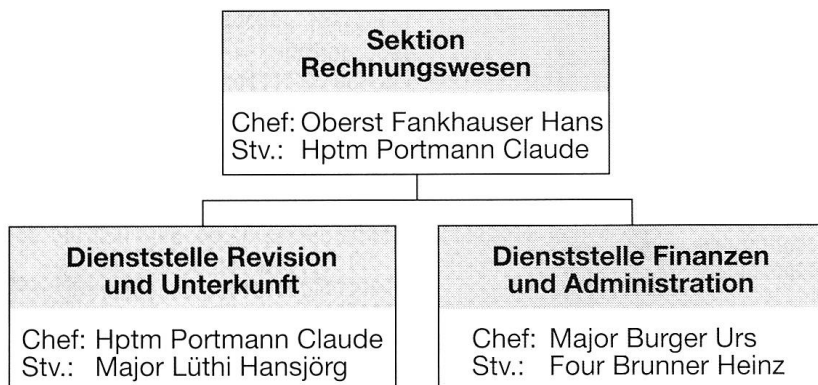 Sektion
Rechnungswesen
Chef: Oberst Fankhauser Hans
Stv.: Hptm Portmann Claude
Dienststelle Revision
und Unterkunft
Chef: Hptm Portmann Claude
Stv.: Major Lüthi Hansjörg
Dienststelle Finanzen
und Administration
Chef: Major Burger Urs
Stv.: Four Brunner Heinz